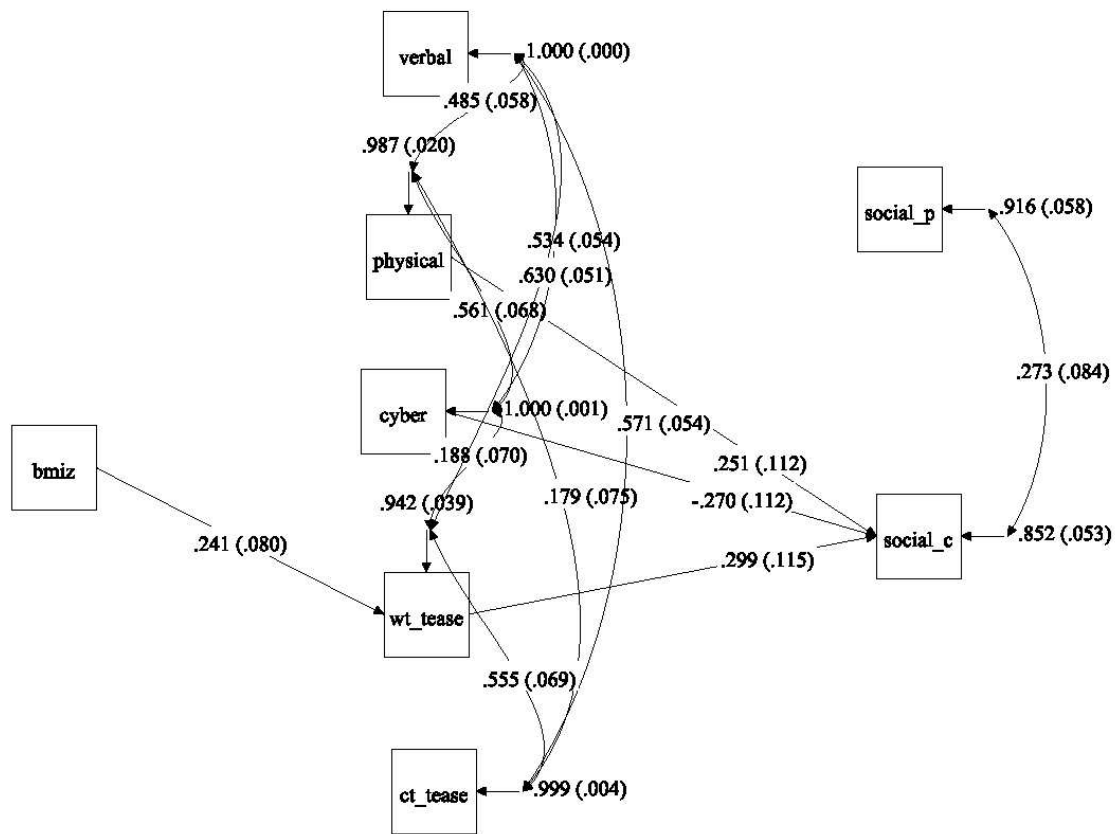 verbal
1.000 (.000)
.485 (.058)
.987 (.020)
social_p
.916 (.058)
physical
.534 (.054)
.630 (.051)
.561 (.068)
.273 (.084)
cyber
1.000 (.001)
.571 (.054)
.188 (.070)
.251 (.112)
bmiz
.179 (.075)
-.270 (.112)
.942 (.039)
.241 (.080)
social_c
.852 (.053)
.299 (.115)
wt_tease
.555 (.069)
ct_tease
.999 (.004)